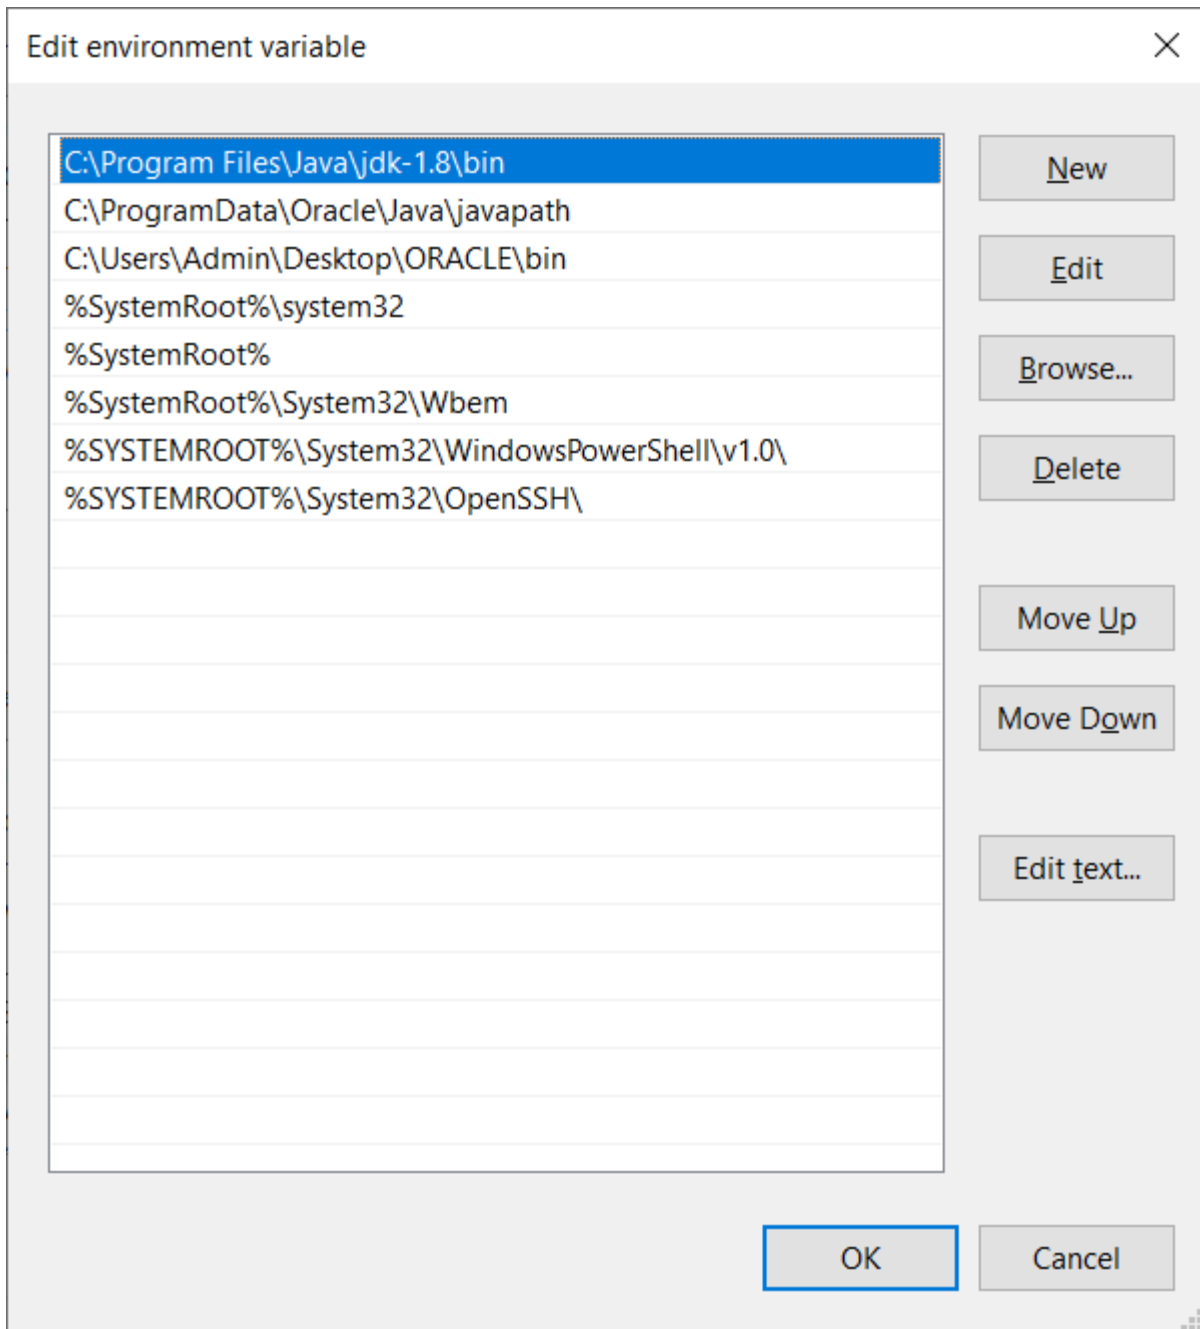 Edit environment variable
C:\Program Files\Java\jdk-1.8\bin
C:\ProgramData\Oracle\Java\javapath
C:\Users\Admin\Desktop\ORACLE\bin
%SystemRoot%\system32
%SystemRoot%
%SystemRoot%\System32\Wbem
%SYSTEMROOT%\System32\WindowsPowerShell\v1.0\
%SYSTEMROOT%\System32\OpenSSH\
New
Edit
Browse...
Delete
Move Up
Move Down
Edit text...
OK
Cancel